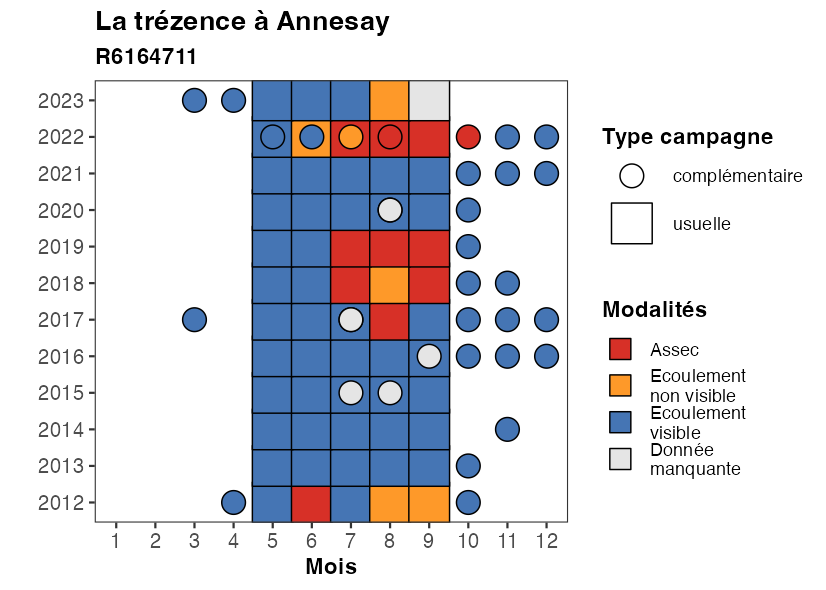 La trézence à Annesay
R6164711
2023
2022
2021
2020
2019
2018
2017
2016
2015
2014
2013
2012
1 2 3 4 5 6 7 8 9 10 11 12
Mois
Type campagne
complémentaire
usuelle
Modalités
Assec
Ecoulement
non visible
Ecoulement
visible
Donnée
manquante